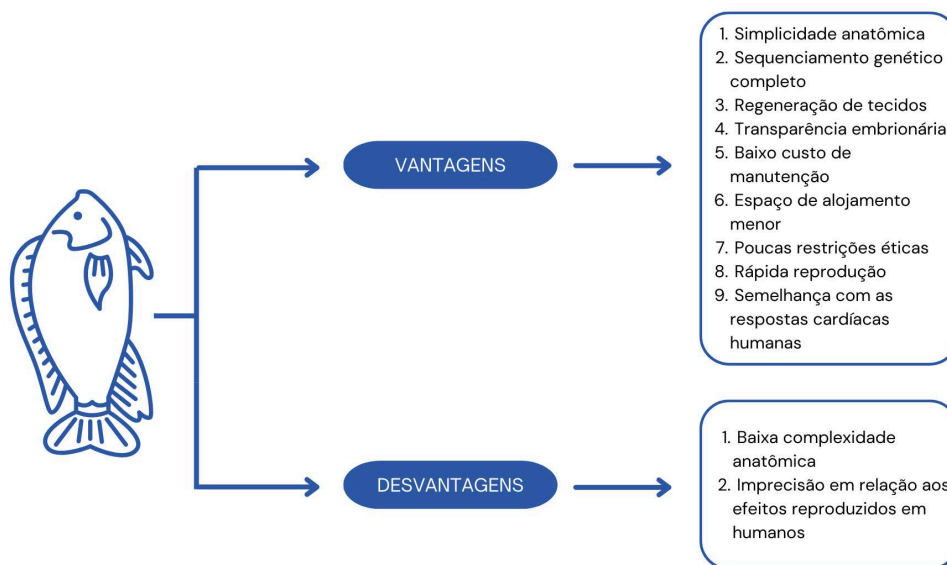 1. Simplicidade anatômica
2. Sequenciamento genético
completo
3. Regeneração de tecidos
4. Transparência embrionária
5. Baixo custo de
manutenção
6. Espaço de alojamento
menor
7. Poucas restrições éticas
8. Rápida reprodução
9. Semelhança com as
respostas cardíacas
humanas
VANTAGENS
DESVANTAGENS
1. Baixa complexidade
anatômica
2. Imprecisão em relação aos
efeitos reproduzidos em
humanos